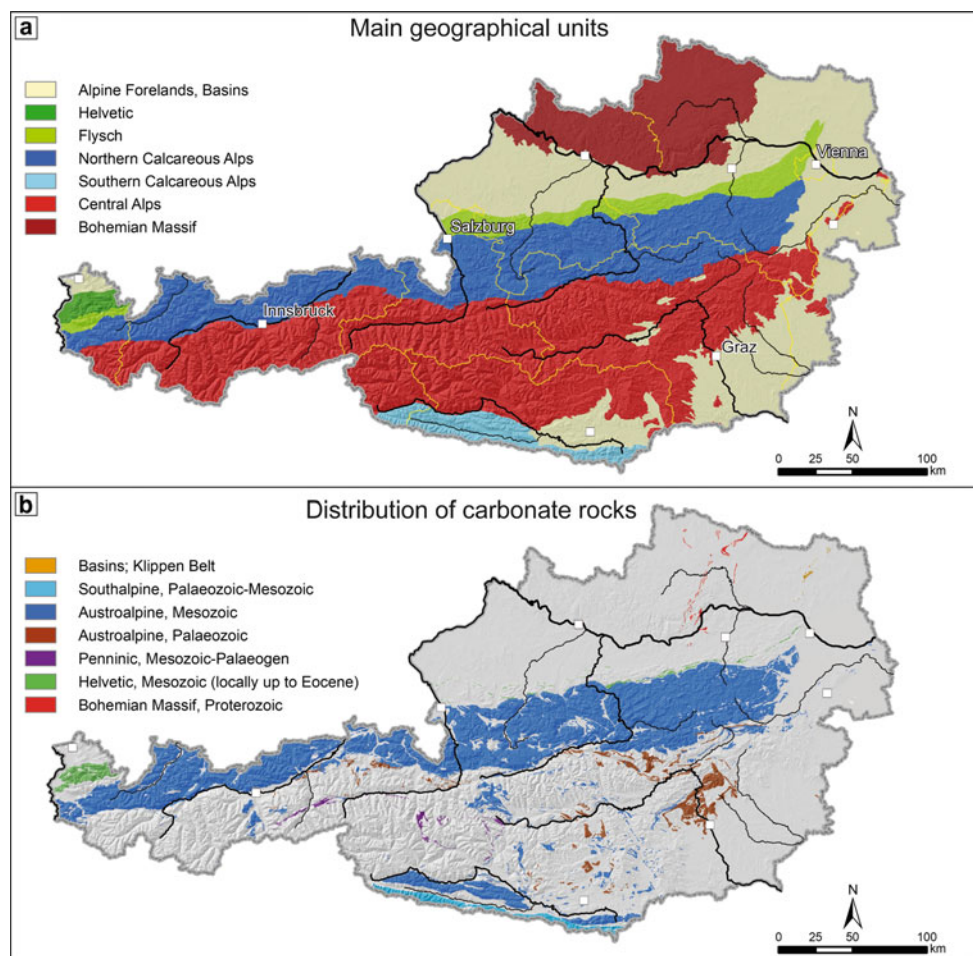 a
Main geographical units
Alpine Forelands, Basins
Helvetic
Flysch
Northern Calcareous Alps
Southern Calcareous Alps
Central Alps
Bohemian Massif
Vienna
Salzburg
Innsbruck
Graz
N
0 25 50 100
km
b
Distribution of carbonate rocks
Basins; Klippen Belt
Southalpine, Palaeozoic-Mesozoic
Austroalpine, Mesozoic
Austroalpine, Palaeozoic
Penninic, Mesozoic-Palaeogen
Helvetic, Mesozoic (locally up to Eocene)
Bohemian Massif, Proterozoic
N
0 25 50 100
km